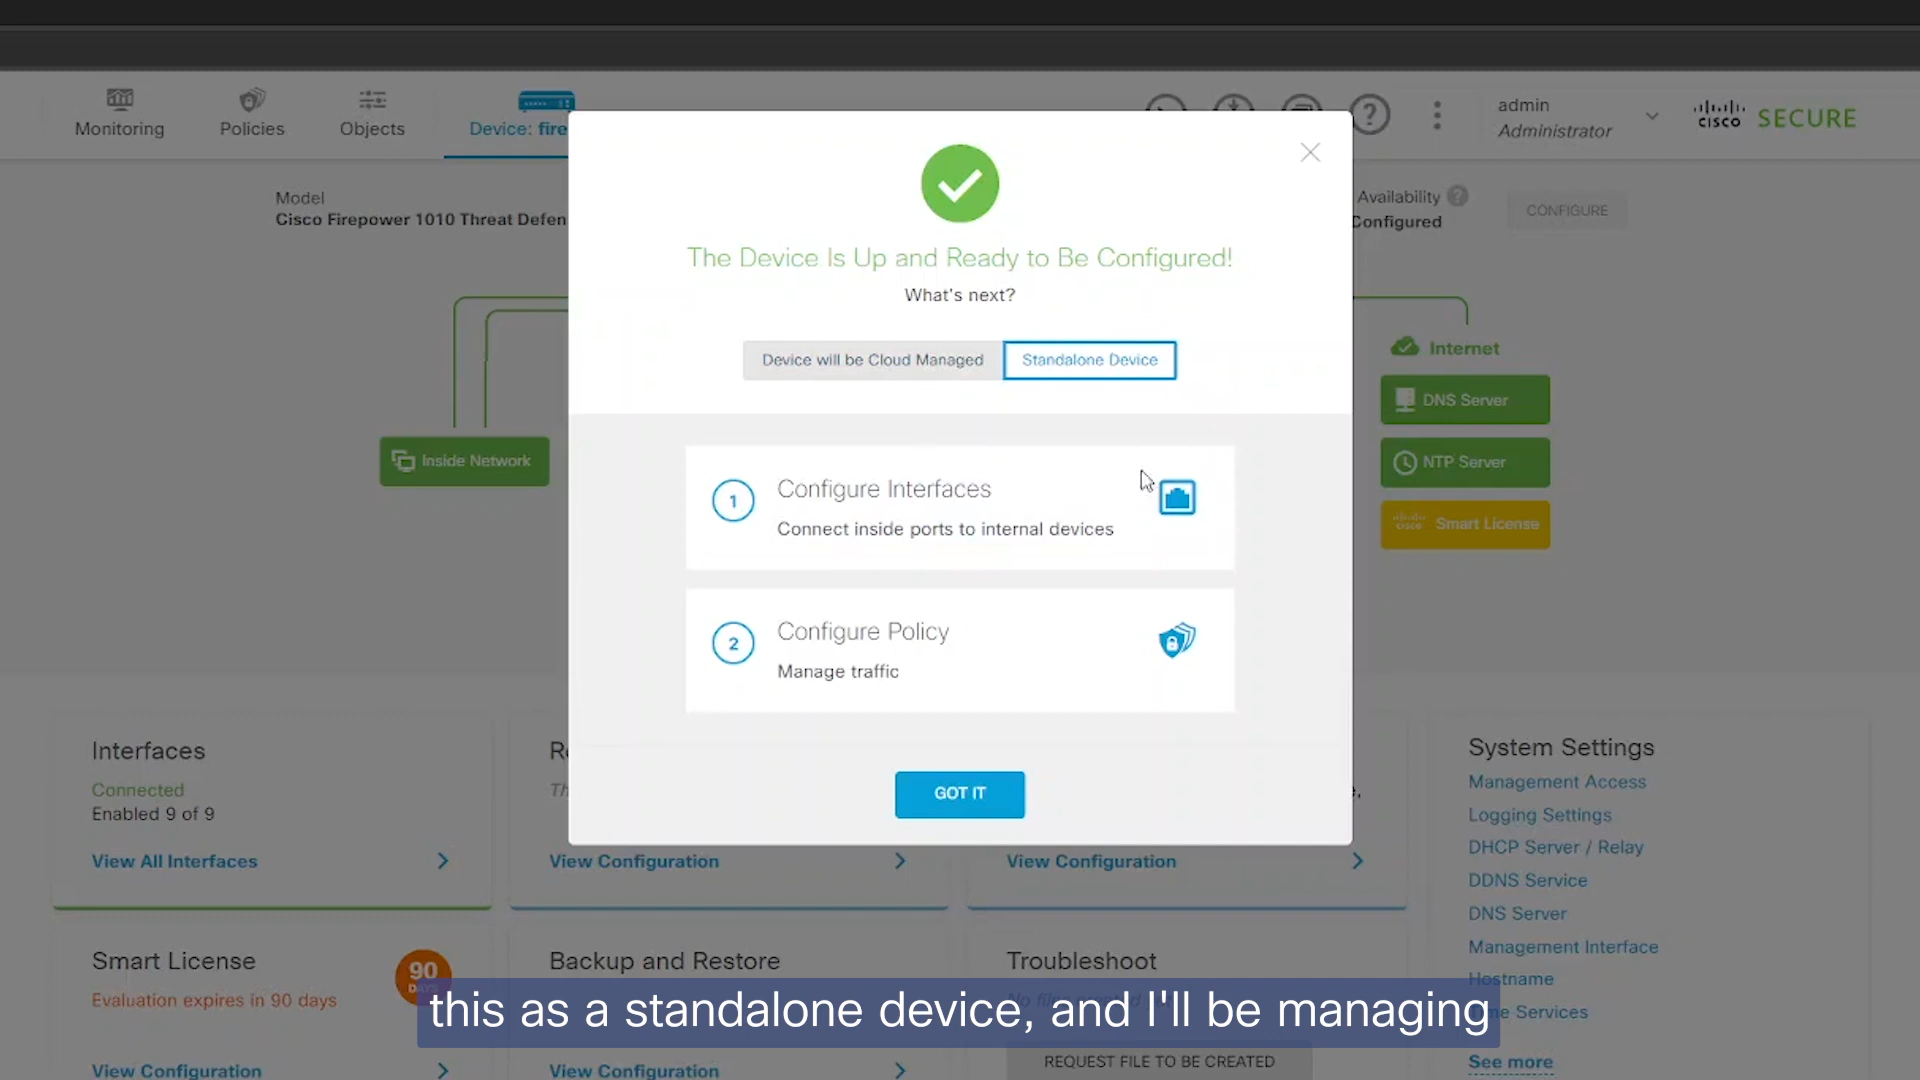 Monitoring
Policies
Objects
Device: fire
admin
Administrator
cisco SECURE
Model
Cisco Firepower 1010 Threat Defen
Availability
Configured
CONFIGURE
The Device Is Up and Ready to Be Configured!
What's next?
Device will be Cloud Managed
Standalone Device
Internet
DNS Server
NTP Server
cisco Smart License
Inside Network
1
Configure Interfaces
Connect inside ports to internal devices
2
Configure Policy
Manage traffic
GOT IT
Interfaces
Connected
Enabled 9 of 9
View All Interfaces
View Configuration
View Configuration
System Settings
Management Access
Logging Settings
DHCP Server / Relay
DDNS Service
DNS Server
Management Interface
Hostname
Time Services
See more
Smart License
90
Evaluation expires in 90 days
View Configuration
Backup and Restore
View Configuration
Troubleshoot
REQUEST FILE TO BE CREATED
this as a standalone device, and I'll be managing